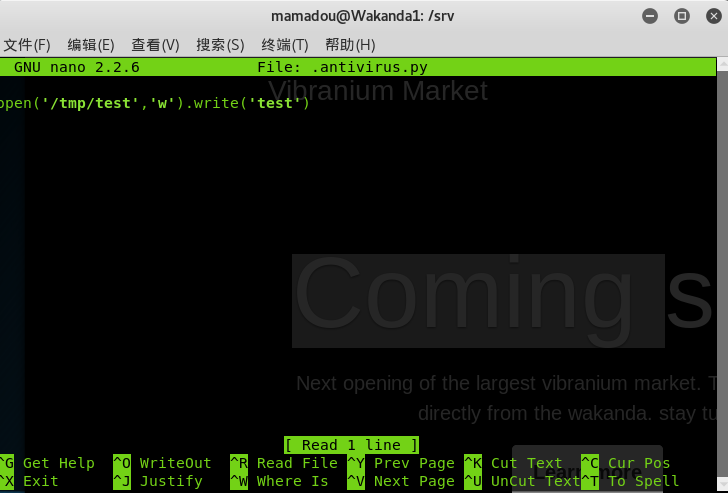 mamadou@Wakanda1: /srv
文件(F) 编辑(E) 查看(V) 搜索(S) 终端(T) 帮助(H)
GNU nano 2.2.6 File: .antivirus.py
Vibranium Market
open('/tmp/test','w').write('test')
Coming s
Next opening of the largest vibranium market. T
directly from the wakanda. stay tu
[ Read 1 line ]
Learn more
^G Get Help ^O WriteOut ^R Read File ^Y Prev Page ^K Cut Text ^C Cur Pos
^X Exit ^J Justify ^W Where Is ^V Next Page ^U UnCut Text ^T To Spell